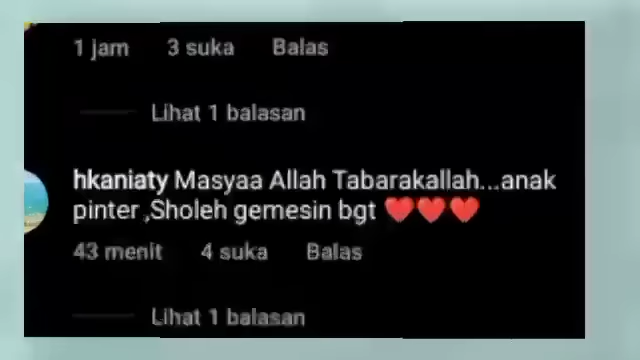 1 jam 3 suka Balas
Lihat 1 balasan
hkaniaty Masyaa Allah Tabarakallah...anak
pinter ,Sholeh gemesin bgt ❤️❤️❤️
43 menit 4 suka Balas
Lihat 1 balasan